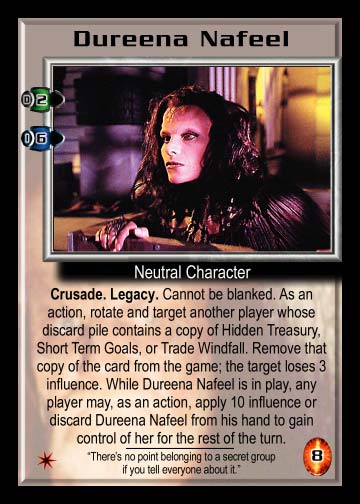 Dureena Nafeel
D 2
I 6
Neutral Character
Crusade. Legacy. Cannot be blanked. As an
action, rotate and target another player whose
discard pile contains a copy of Hidden Treasury,
Short Term Goals, or Trade Windfall. Remove that
copy of the card from the game; the target loses 3
influence. While Dureena Nafeel is in play, any
player may, as an action, apply 10 influence or
discard Dureena Nafeel from his hand to gain
control of her for the rest of the turn.
"There's no point belonging to a secret group
if you tell everyone about it."
8